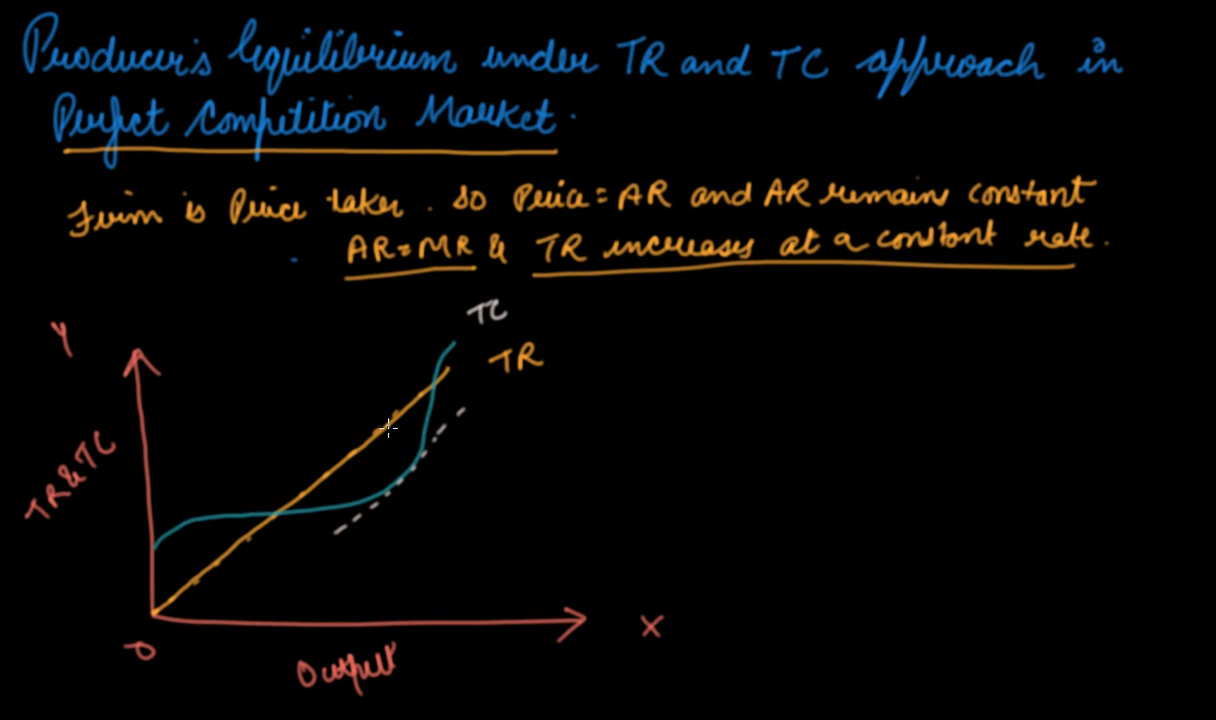 Producer's Equilibrium under TR and TC approach in
Perfect Competition Market.
Firm is Price taker. So Price = AR and AR remains constant
AR = MR & TR increases at a constant rate.
TC
TR
Y
TR & TC
O
X
Output